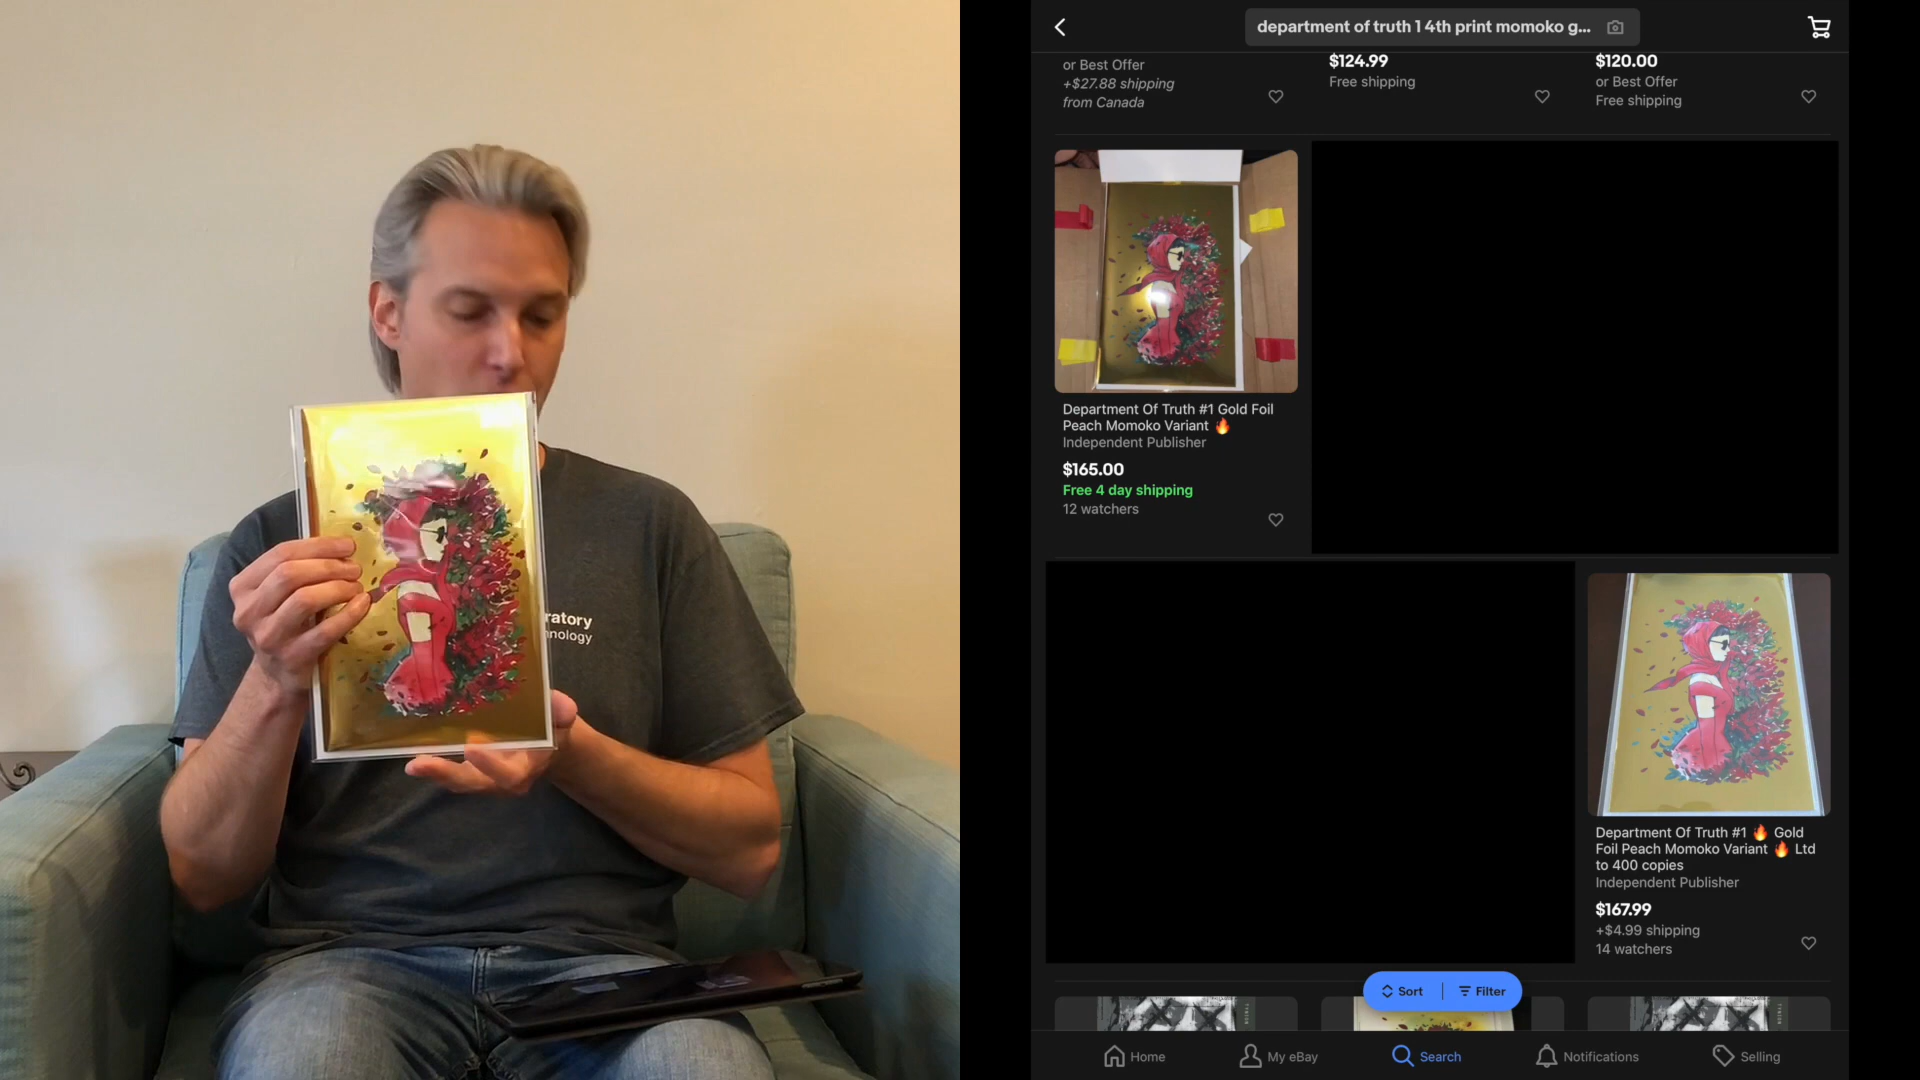 ratory
nology
department of truth 1 4th print momoko g...
or Best Offer
+$27.88 shipping
from Canada
$124.99
Free shipping
$120.00
or Best Offer
Free shipping
Department Of Truth #1 Gold Foil
Peach Momoko Variant 🔥
Independent Publisher
$165.00
Free 4 day shipping
12 watchers
Department Of Truth #1 🔥 Gold
Foil Peach Momoko Variant 🔥 Ltd
to 400 copies
Independent Publisher
$167.99
+$4.99 shipping
14 watchers
Sort
Filter
Home
My eBay
Search
Notifications
Selling